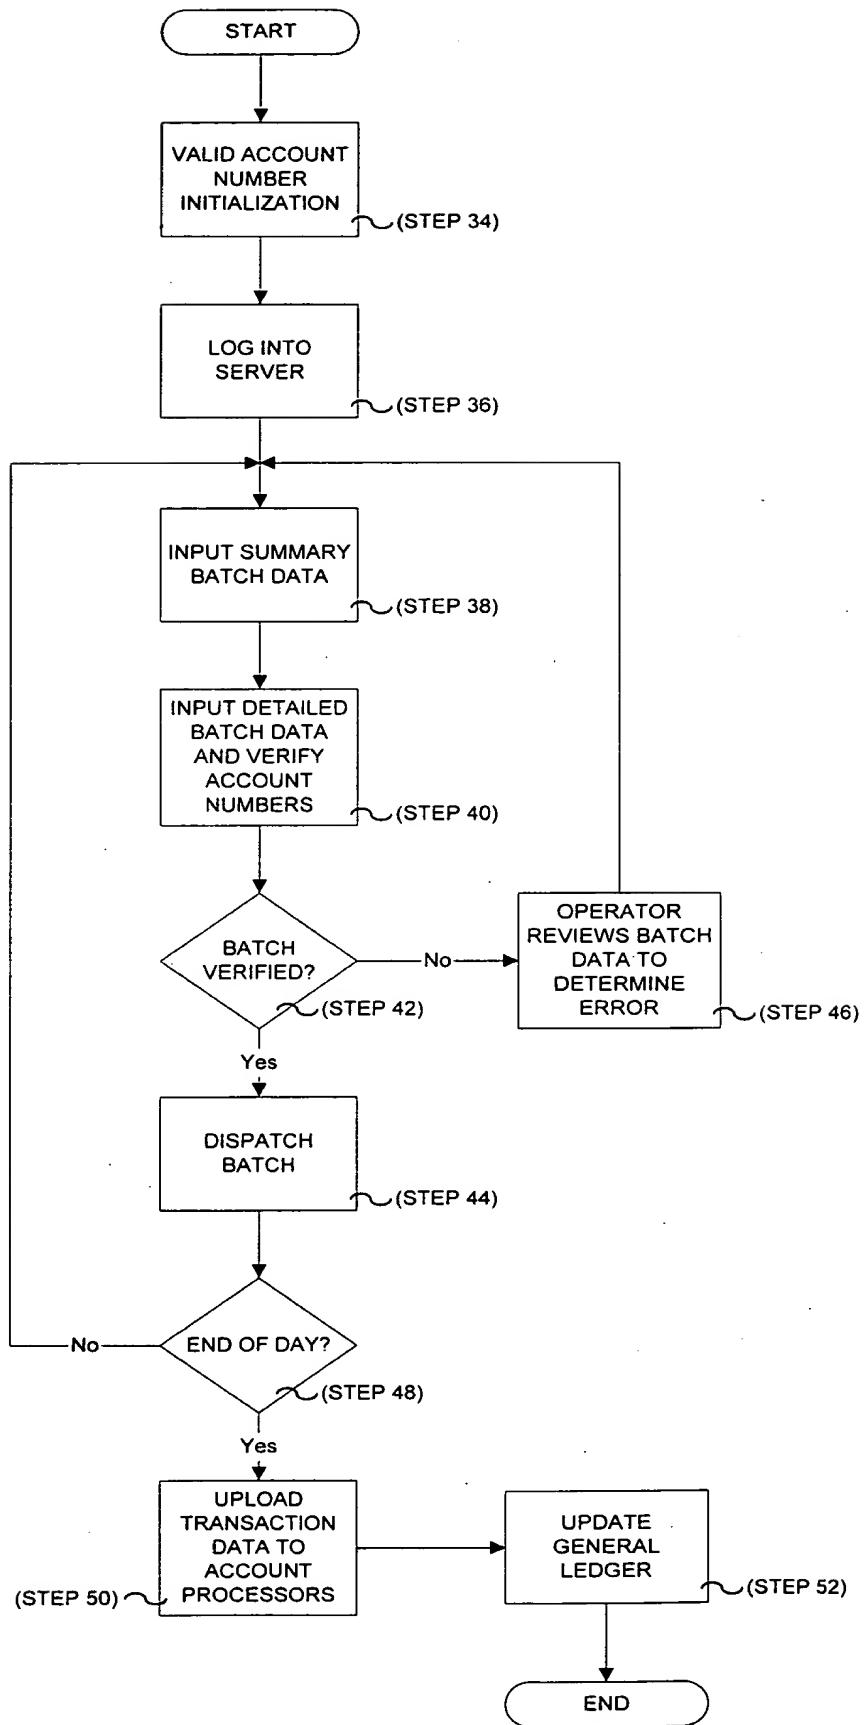 START
VALID ACCOUNT
NUMBER
INITIALIZATION
(STEP 34)
LOG INTO
SERVER
(STEP 36)
INPUT SUMMARY
BATCH DATA
(STEP 38)
INPUT DETAILED
BATCH DATA
AND VERIFY
ACCOUNT
NUMBERS
(STEP 40)
BATCH
VERIFIED?
(STEP 42)
No
OPERATOR
REVIEWS BATCH
DATA TO
DETERMINE
ERROR
(STEP 46)
Yes
DISPATCH
BATCH
(STEP 44)
END OF DAY?
(STEP 48)
No
Yes
UPLOAD
TRANSACTION
DATA TO
ACCOUNT
PROCESSORS
(STEP 50)
UPDATE
GENERAL
LEDGER
(STEP 52)
END